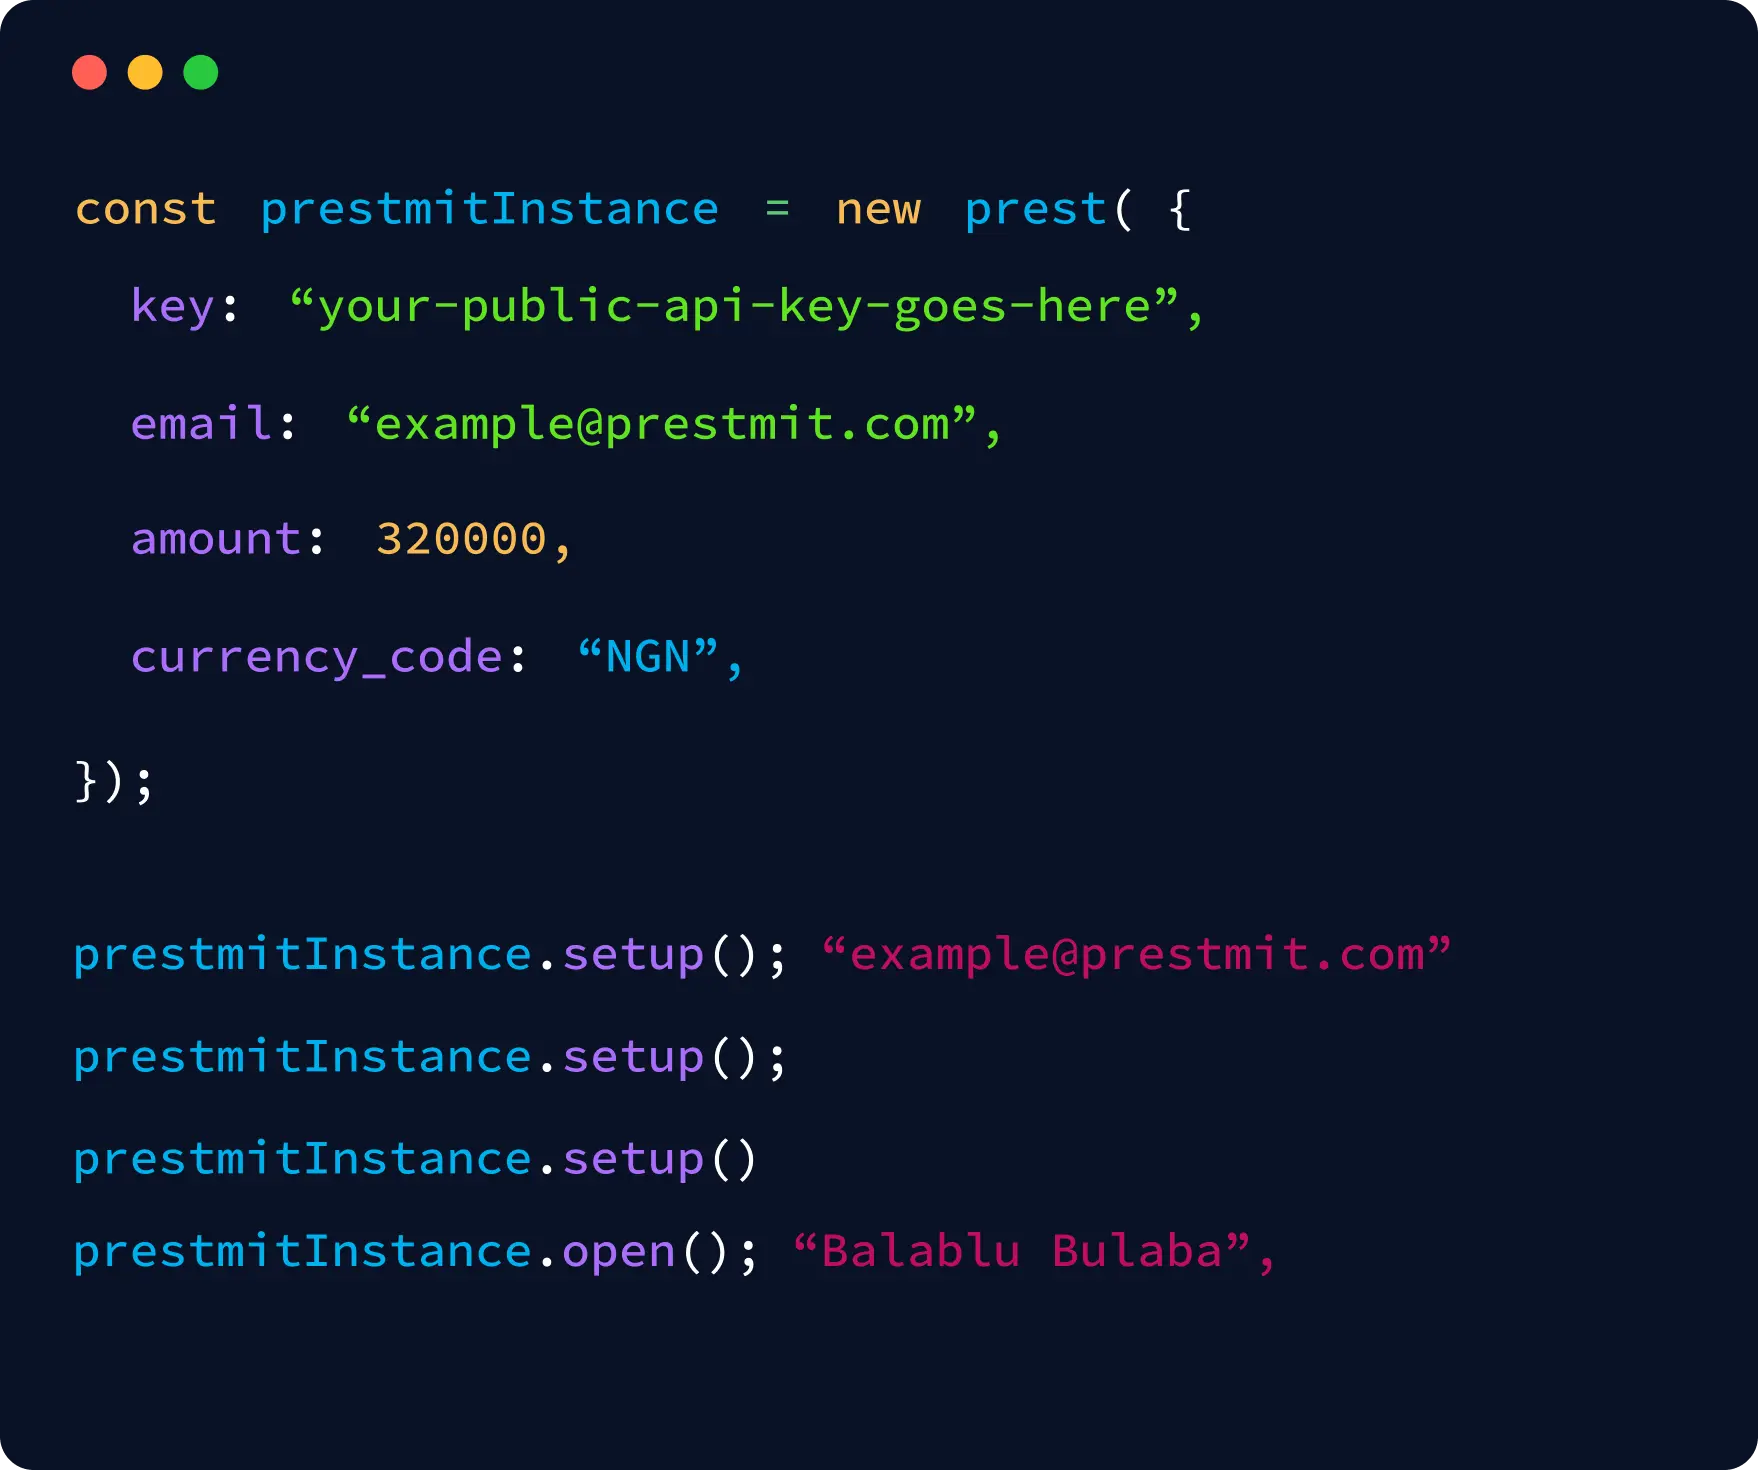 const prestmitInstance = new prest( {
key: “your-public-api-key-goes-here”,
email: “example@prestmit.com”,
amount: 320000,
currency_code: “NGN”,
});
prestmitInstance.setup(); “example@prestmit.com”
prestmitInstance.setup();
prestmitInstance.setup()
prestmitInstance.open(); “Balablu Bulaba”,